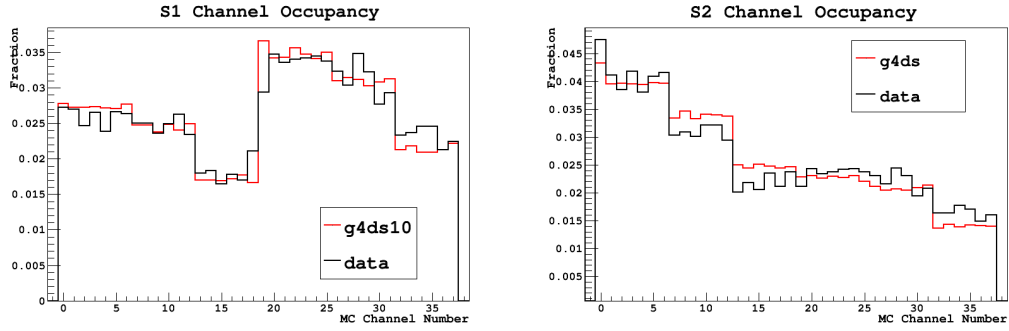 S1 Channel Occupancy
Fraction
0.035
0.03
0.025
0.02
0.015
0.01
0.005
0
g4ds10
data
0 5 10 15 20 25 30 35
MC Channel Number
S2 Channel Occupancy
Fraction
0.045
0.04
0.035
0.03
0.025
0.02
0.015
0.01
0.005
g4ds
data
0 5 10 15 20 25 30 35
MC Channel Number